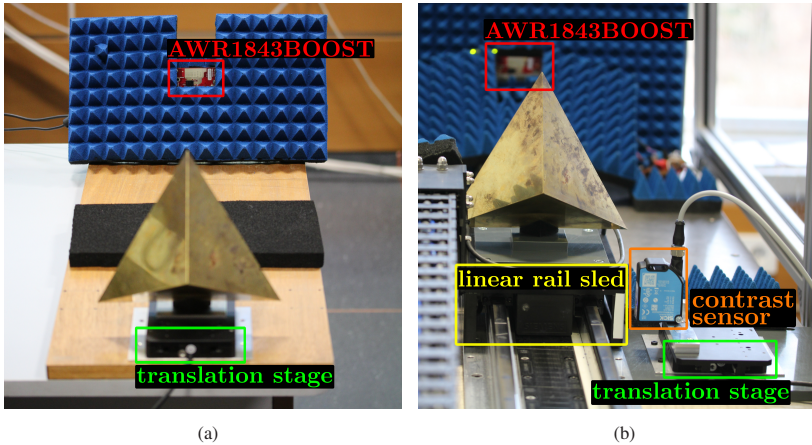 AWR1843BOOST
translation stage
(a)
AWR1843BOOST
linear rail sled
contrast
sensor
translation stage
(b)